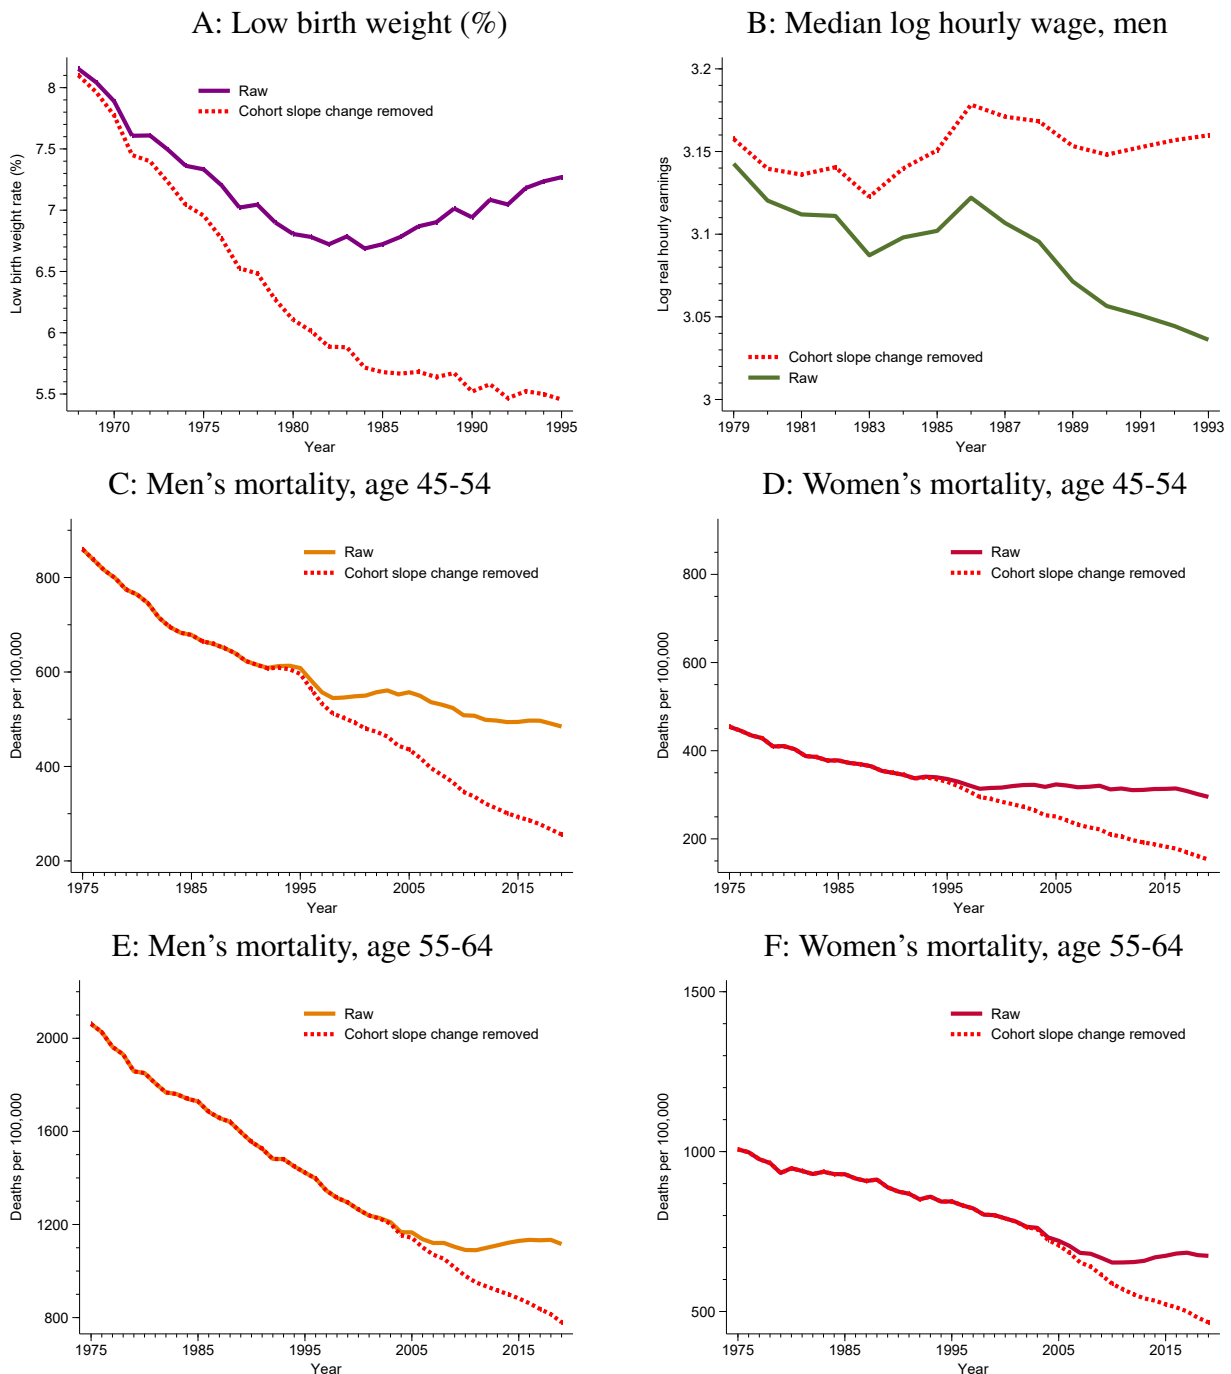 A: Low birth weight (%)
Low birth weight rate (%)
8
7.5
7
6.5
6
5.5
Raw
Cohort slope change removed
1970 1975 1980 1985 1990 1995
Year
B: Median log hourly wage, men
Log real hourly earnings
3.2
3.15
3.1
3.05
3
Cohort slope change removed
Raw
1979 1981 1983 1985 1987 1989 1991 1993
Year
C: Men’s mortality, age 45-54
Deaths per 100,000
800
600
400
200
Raw
Cohort slope change removed
1975 1985 1995 2005 2015
Year
D: Women’s mortality, age 45-54
Deaths per 100,000
800
600
400
200
Raw
Cohort slope change removed
1975 1985 1995 2005 2015
Year
E: Men’s mortality, age 55-64
Deaths per 100,000
2000
1600
1200
800
Raw
Cohort slope change removed
1975 1985 1995 2005 2015
Year
F: Women’s mortality, age 55-64
Deaths per 100,000
1500
1000
500
Raw
Cohort slope change removed
1975 1985 1995 2005 2015
Year